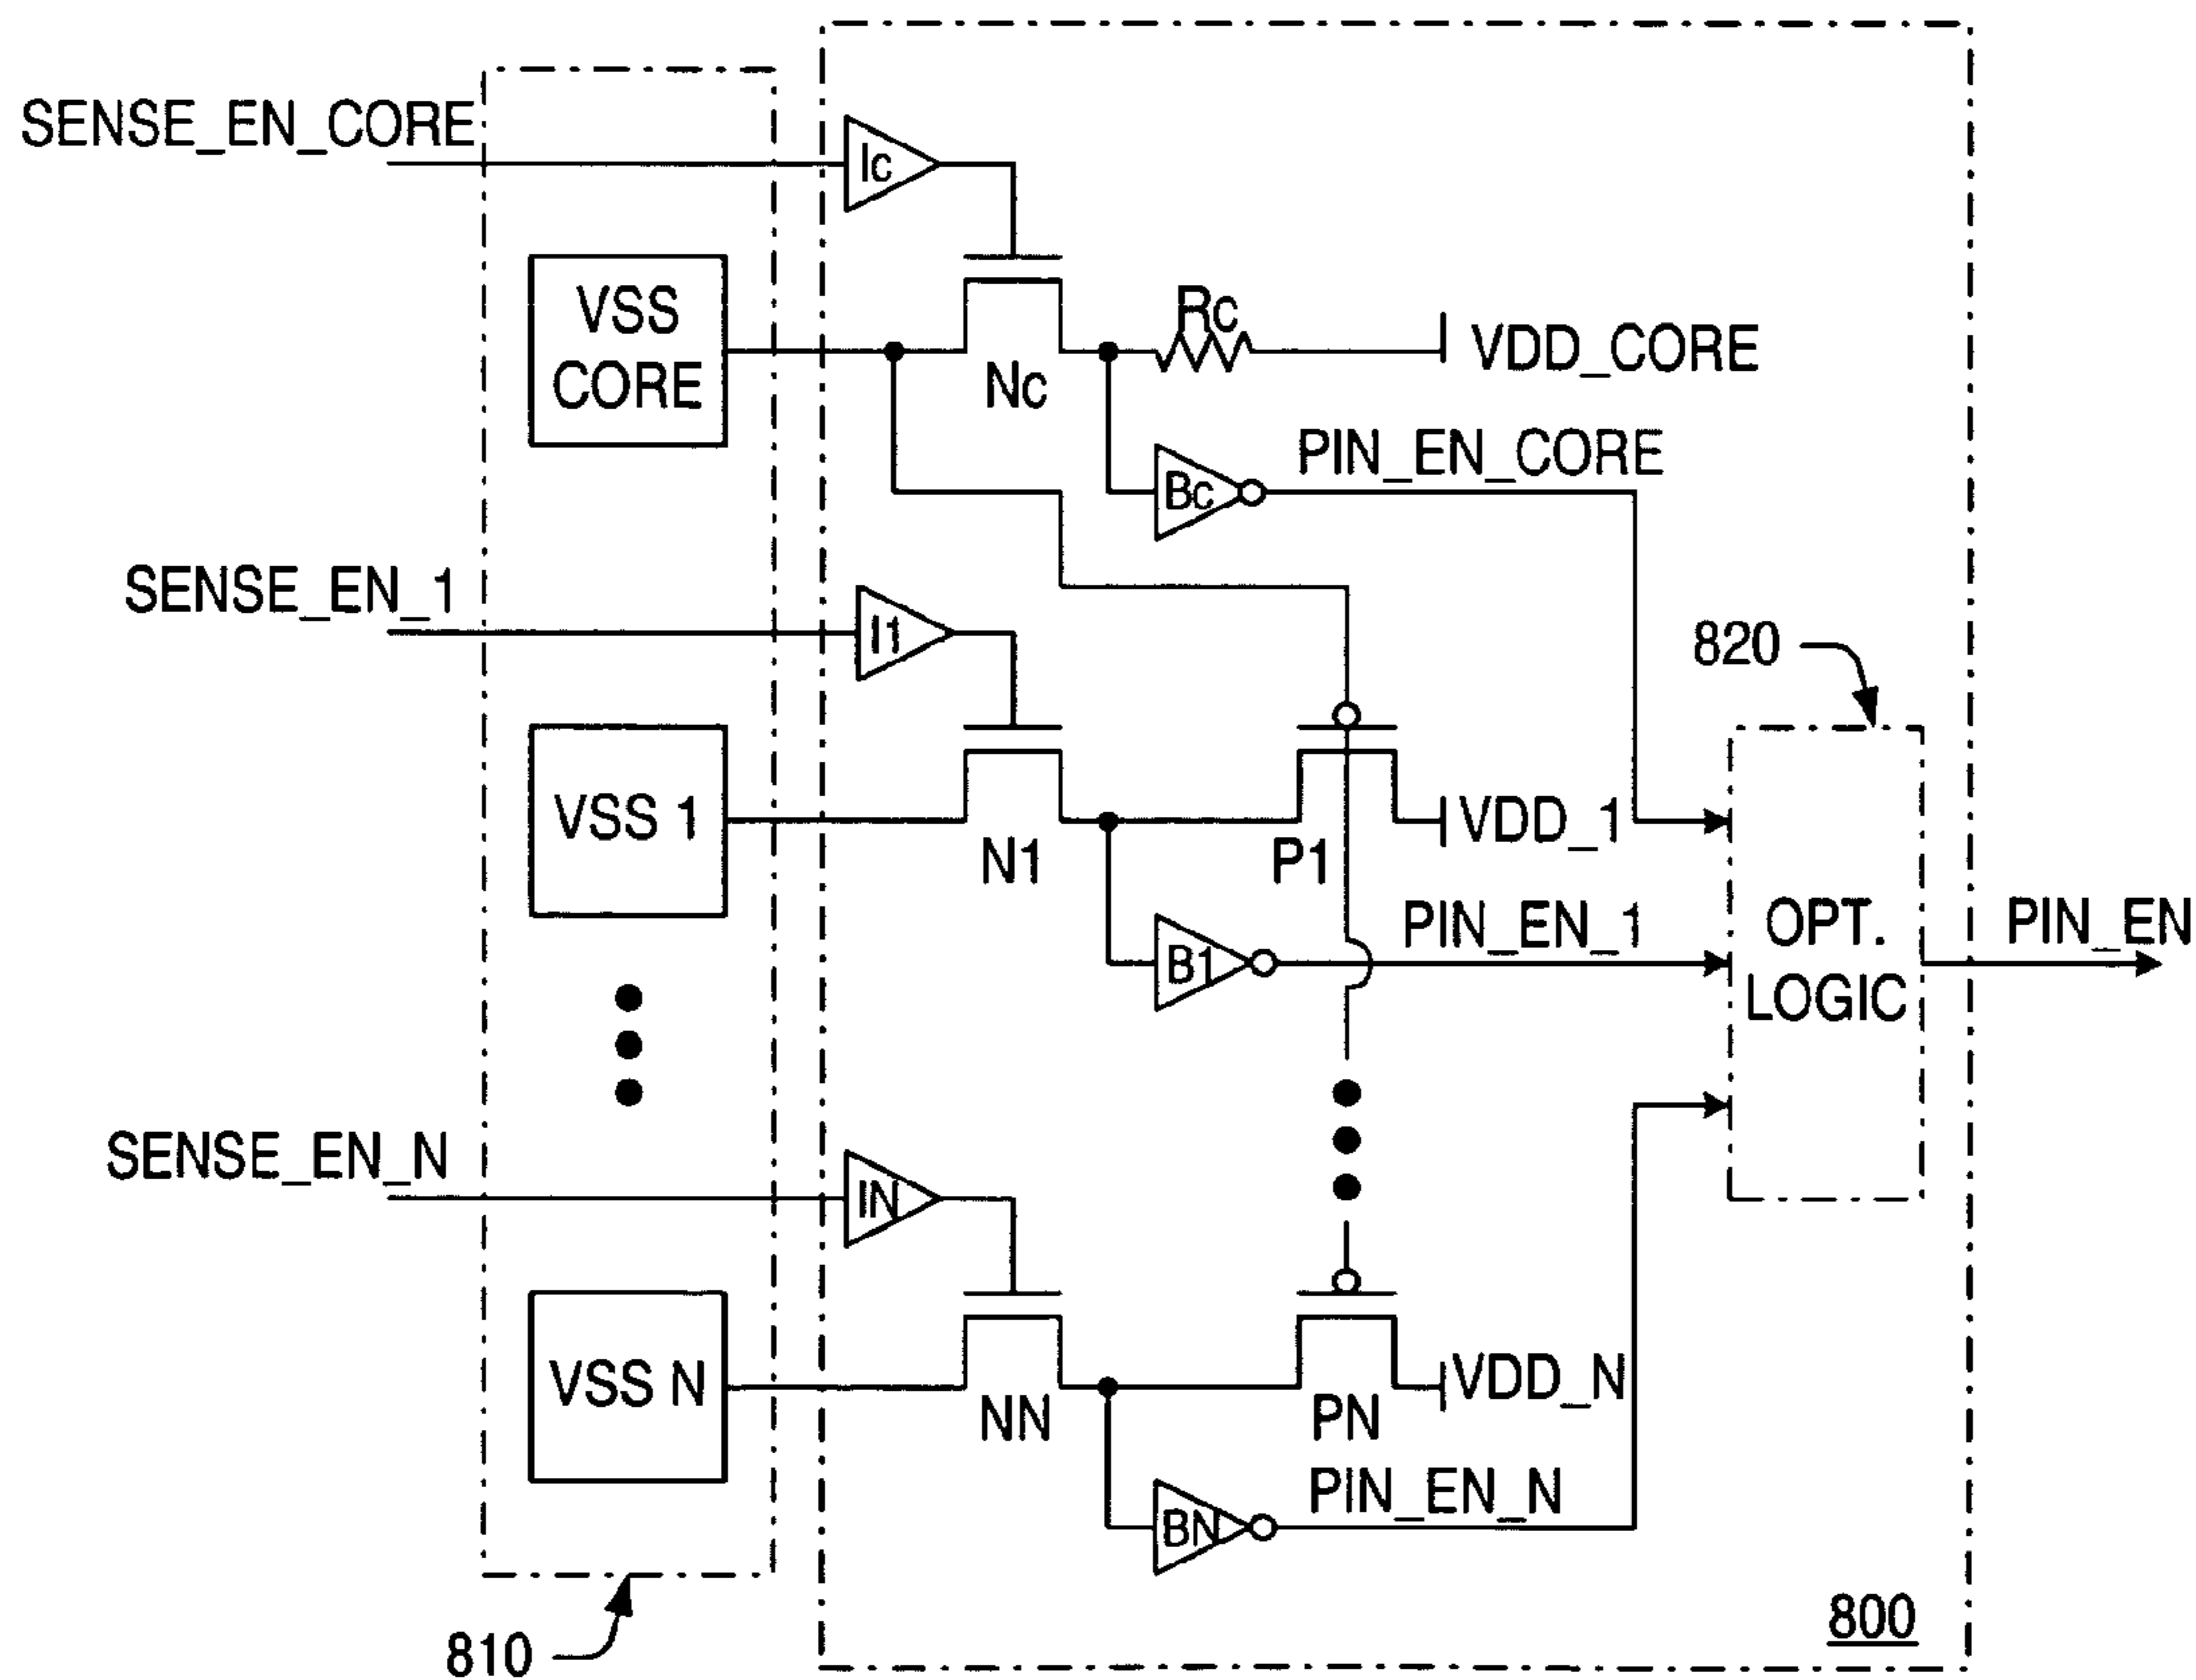 SENSE_EN_CORE
Ic
VSS
CORE
Nc
Rc
VDD_CORE
PIN_EN_CORE
Bc
SENSE_EN_1
I1
820
VSS 1
N1
P1
VDD_1
B1
PIN_EN_1
OPT.
LOGIC
PIN_EN
SENSE_EN_N
IN
VSS N
NN
PN
VDD_N
BN
PIN_EN_N
810
800